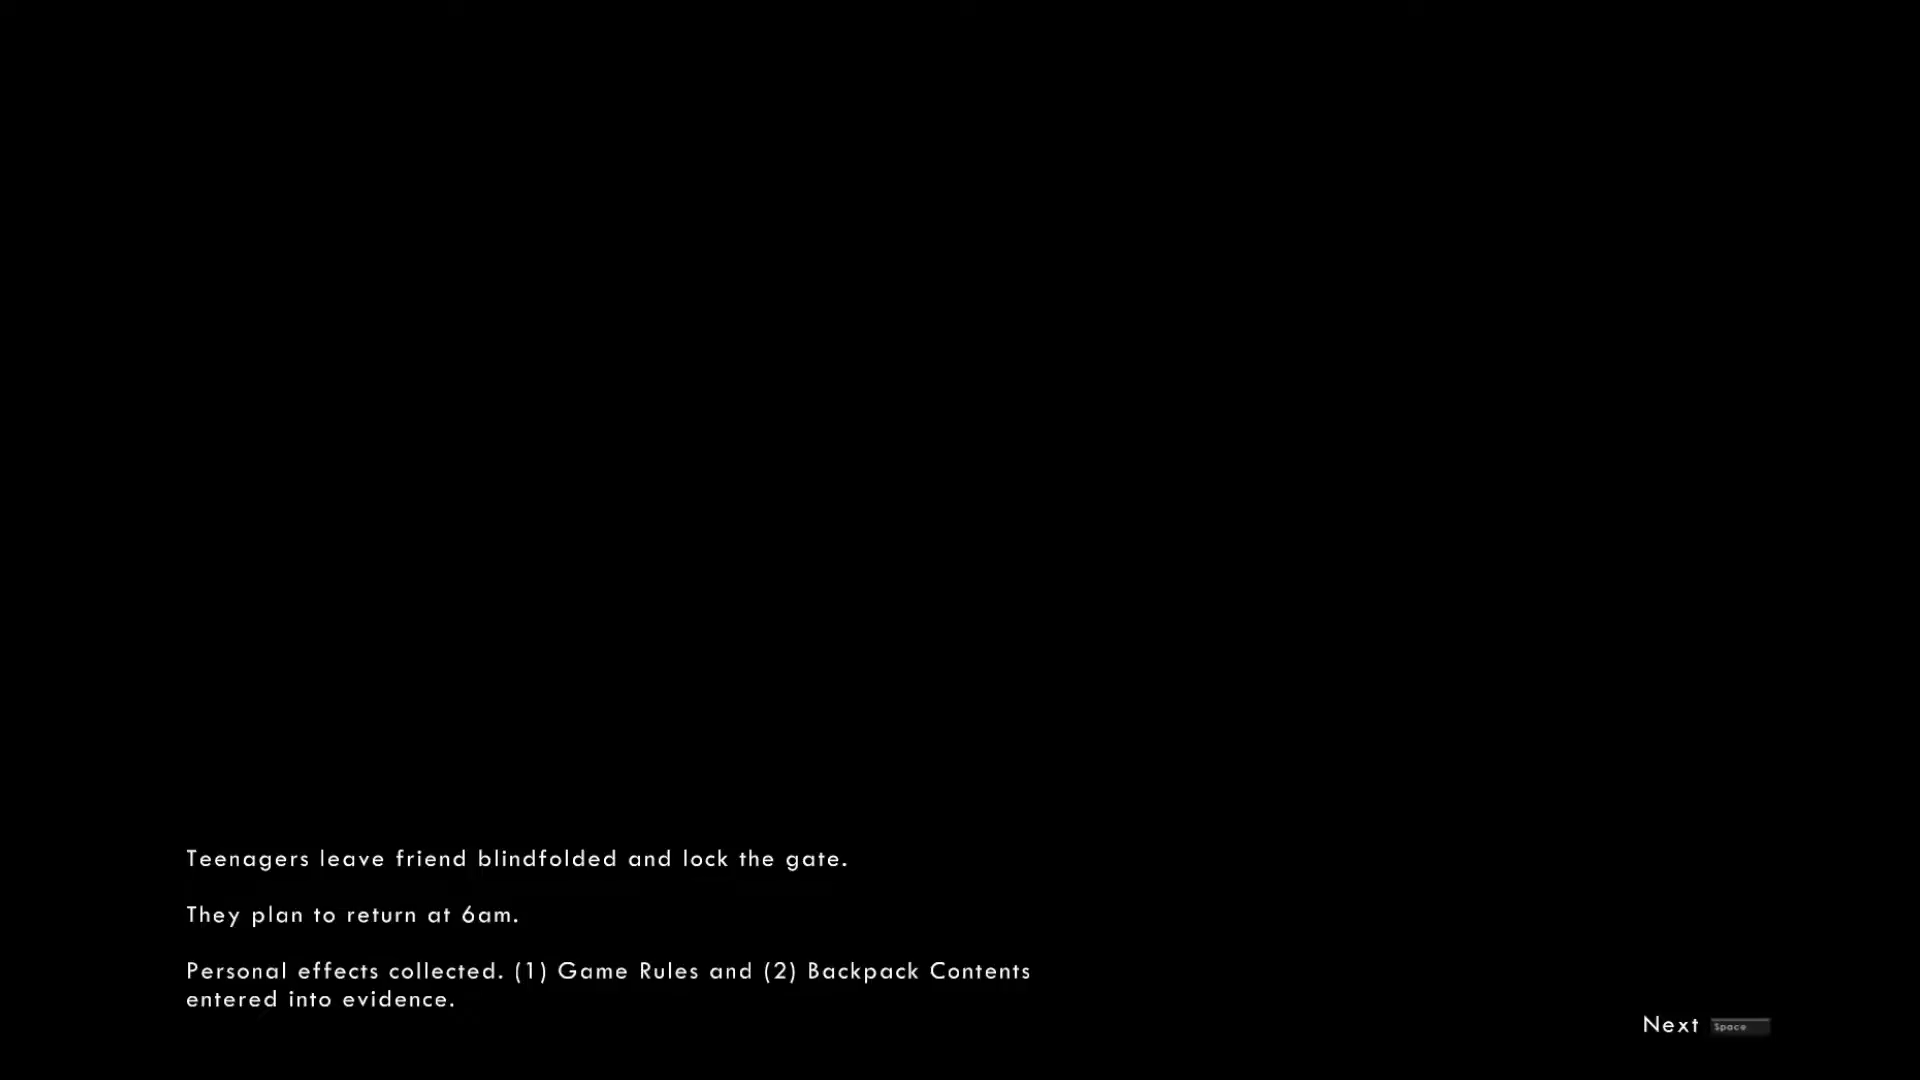 Teenagers leave friend blindfolded and lock the gate.
They plan to return at 6am.
Personal effects collected. (1) Game Rules and (2) Backpack Contents
entered into evidence.
Next Space